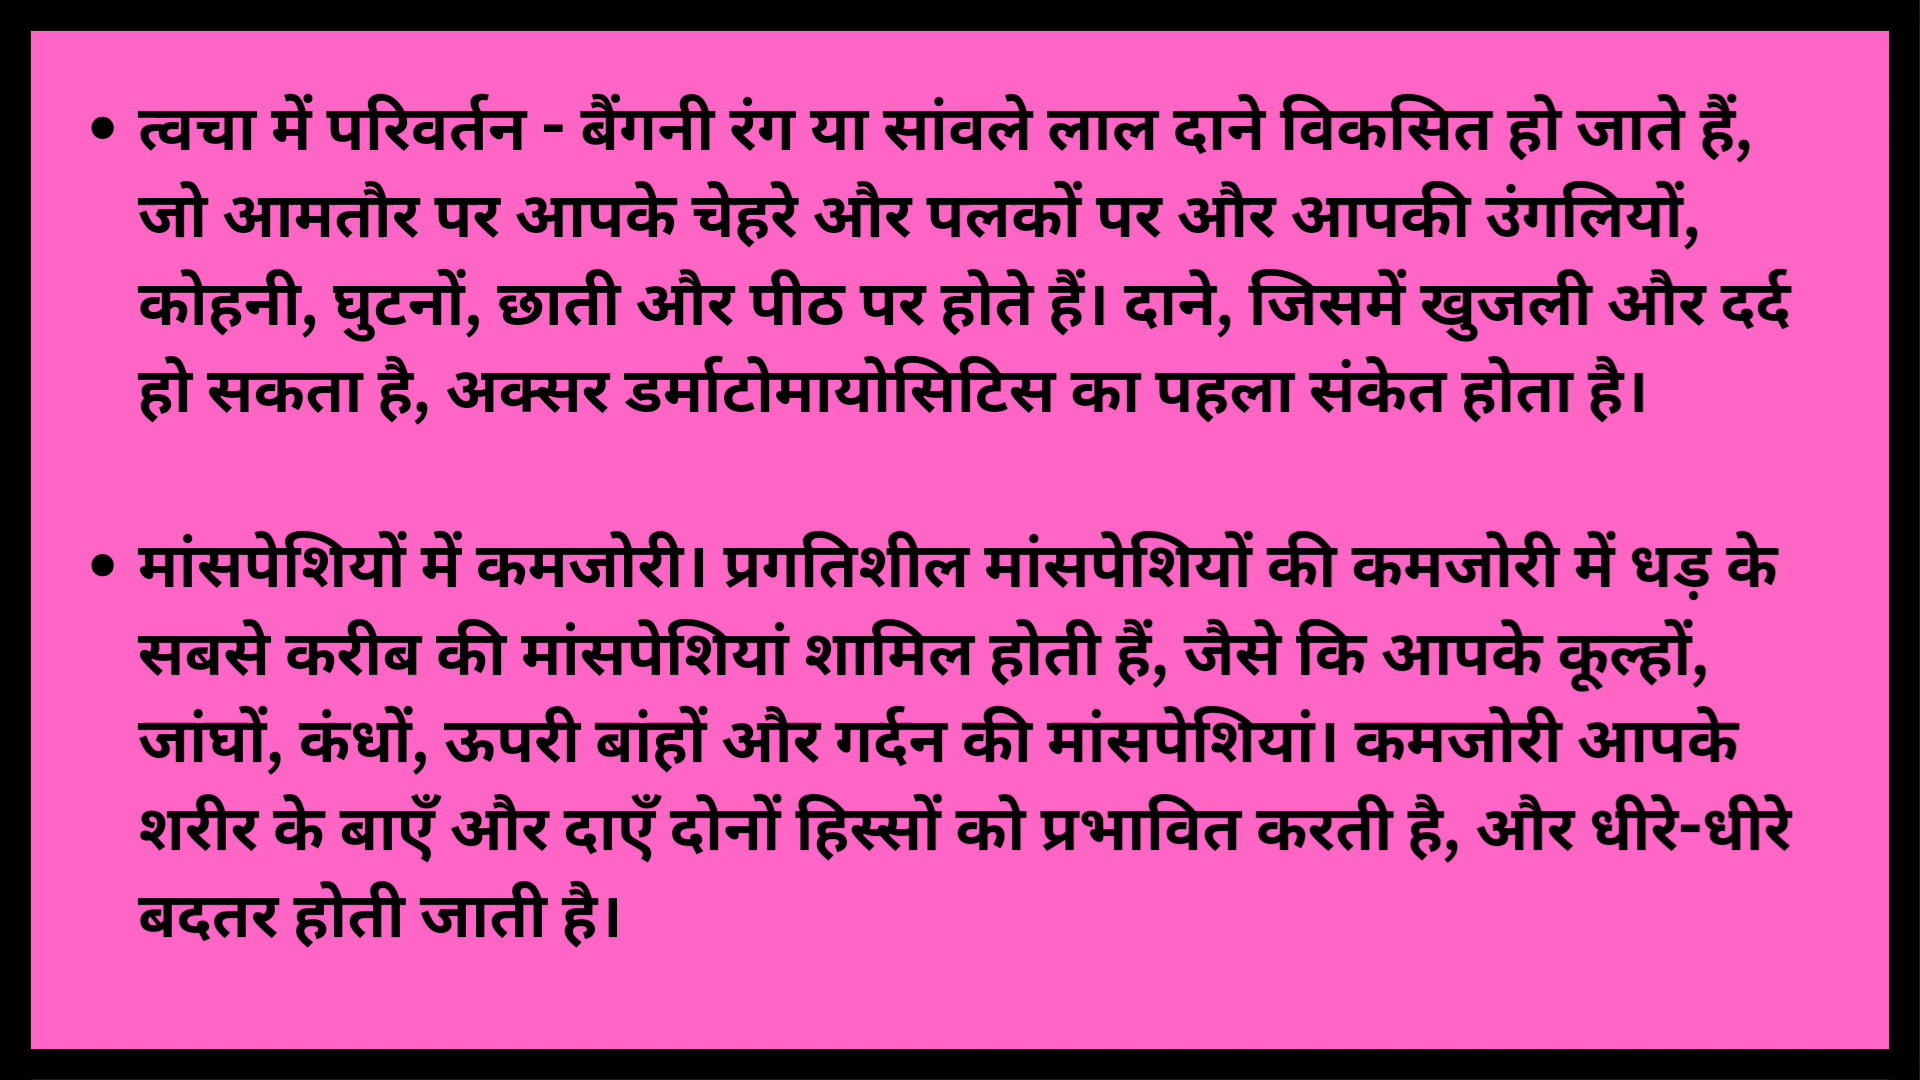 • त्वचा में परिवर्तन - बैंगनी रंग या सांवले लाल दाने विकसित हो जाते हैं,
जो आमतौर पर आपके चेहरे और पलकों पर और आपकी उंगलियों,
कोहनी, घुटनों, छाती और पीठ पर होते हैं। दाने, जिसमें खुजली और दर्द
हो सकता है, अक्सर डर्माटोमायोसिटिस का पहला संकेत होता है।
• मांसपेशियों में कमजोरी। प्रगतिशील मांसपेशियों की कमजोरी में धड़ के
सबसे करीब की मांसपेशियां शामिल होती हैं, जैसे कि आपके कूल्हों,
जांघों, कंधों, ऊपरी बांहों और गर्दन की मांसपेशियां। कमजोरी आपके
शरीर के बाएँ और दाएँ दोनों हिस्सों को प्रभावित करती है, और धीरे-धीरे
बदतर होती जाती है।